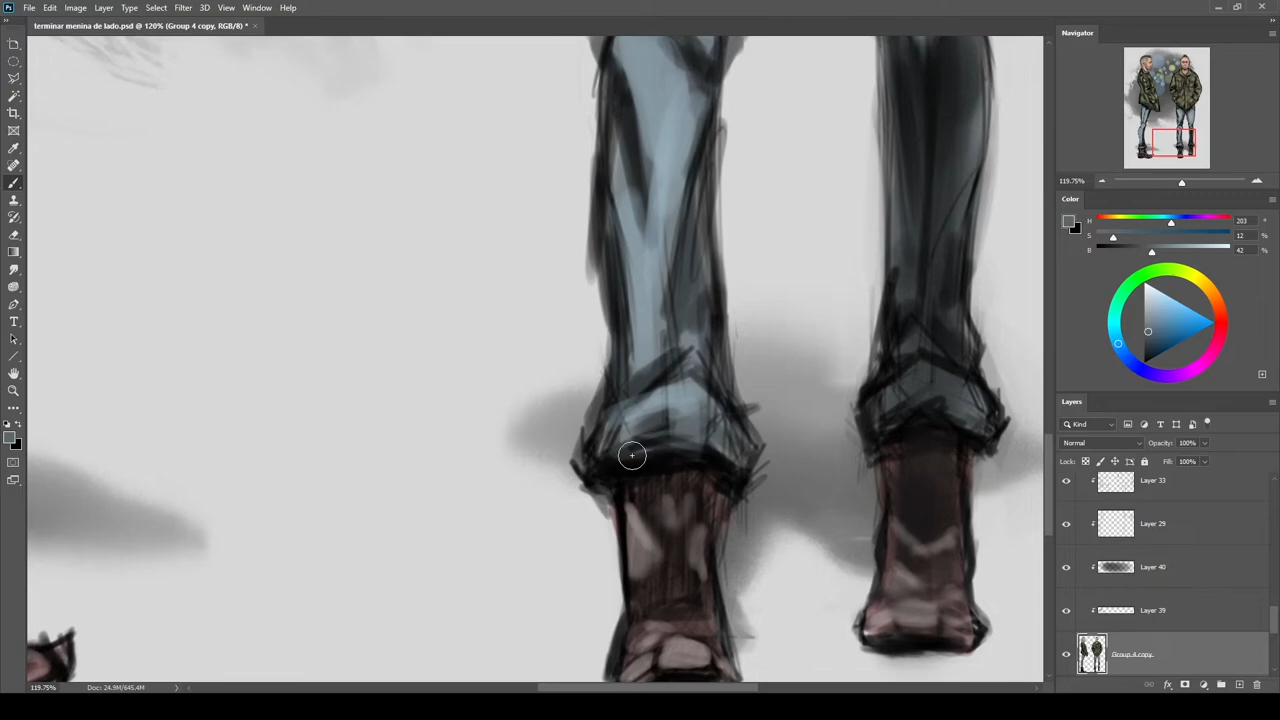 Ps File Edit Image Layer Type Select Filter 3D View Window Help
terminar menina de lado.psd @ 120% (Group 4 copy, RGB/8) *
Navigator
119.75%
Color
H 203 °
S 12 %
B 42 %
Layers
Kind
Normal Opacity: 100%
Lock: Fill: 100%
Layer 33
Layer 29
Layer 40
Layer 39
Group 4 copy
119.75% Doc: 24.9M/645.4M